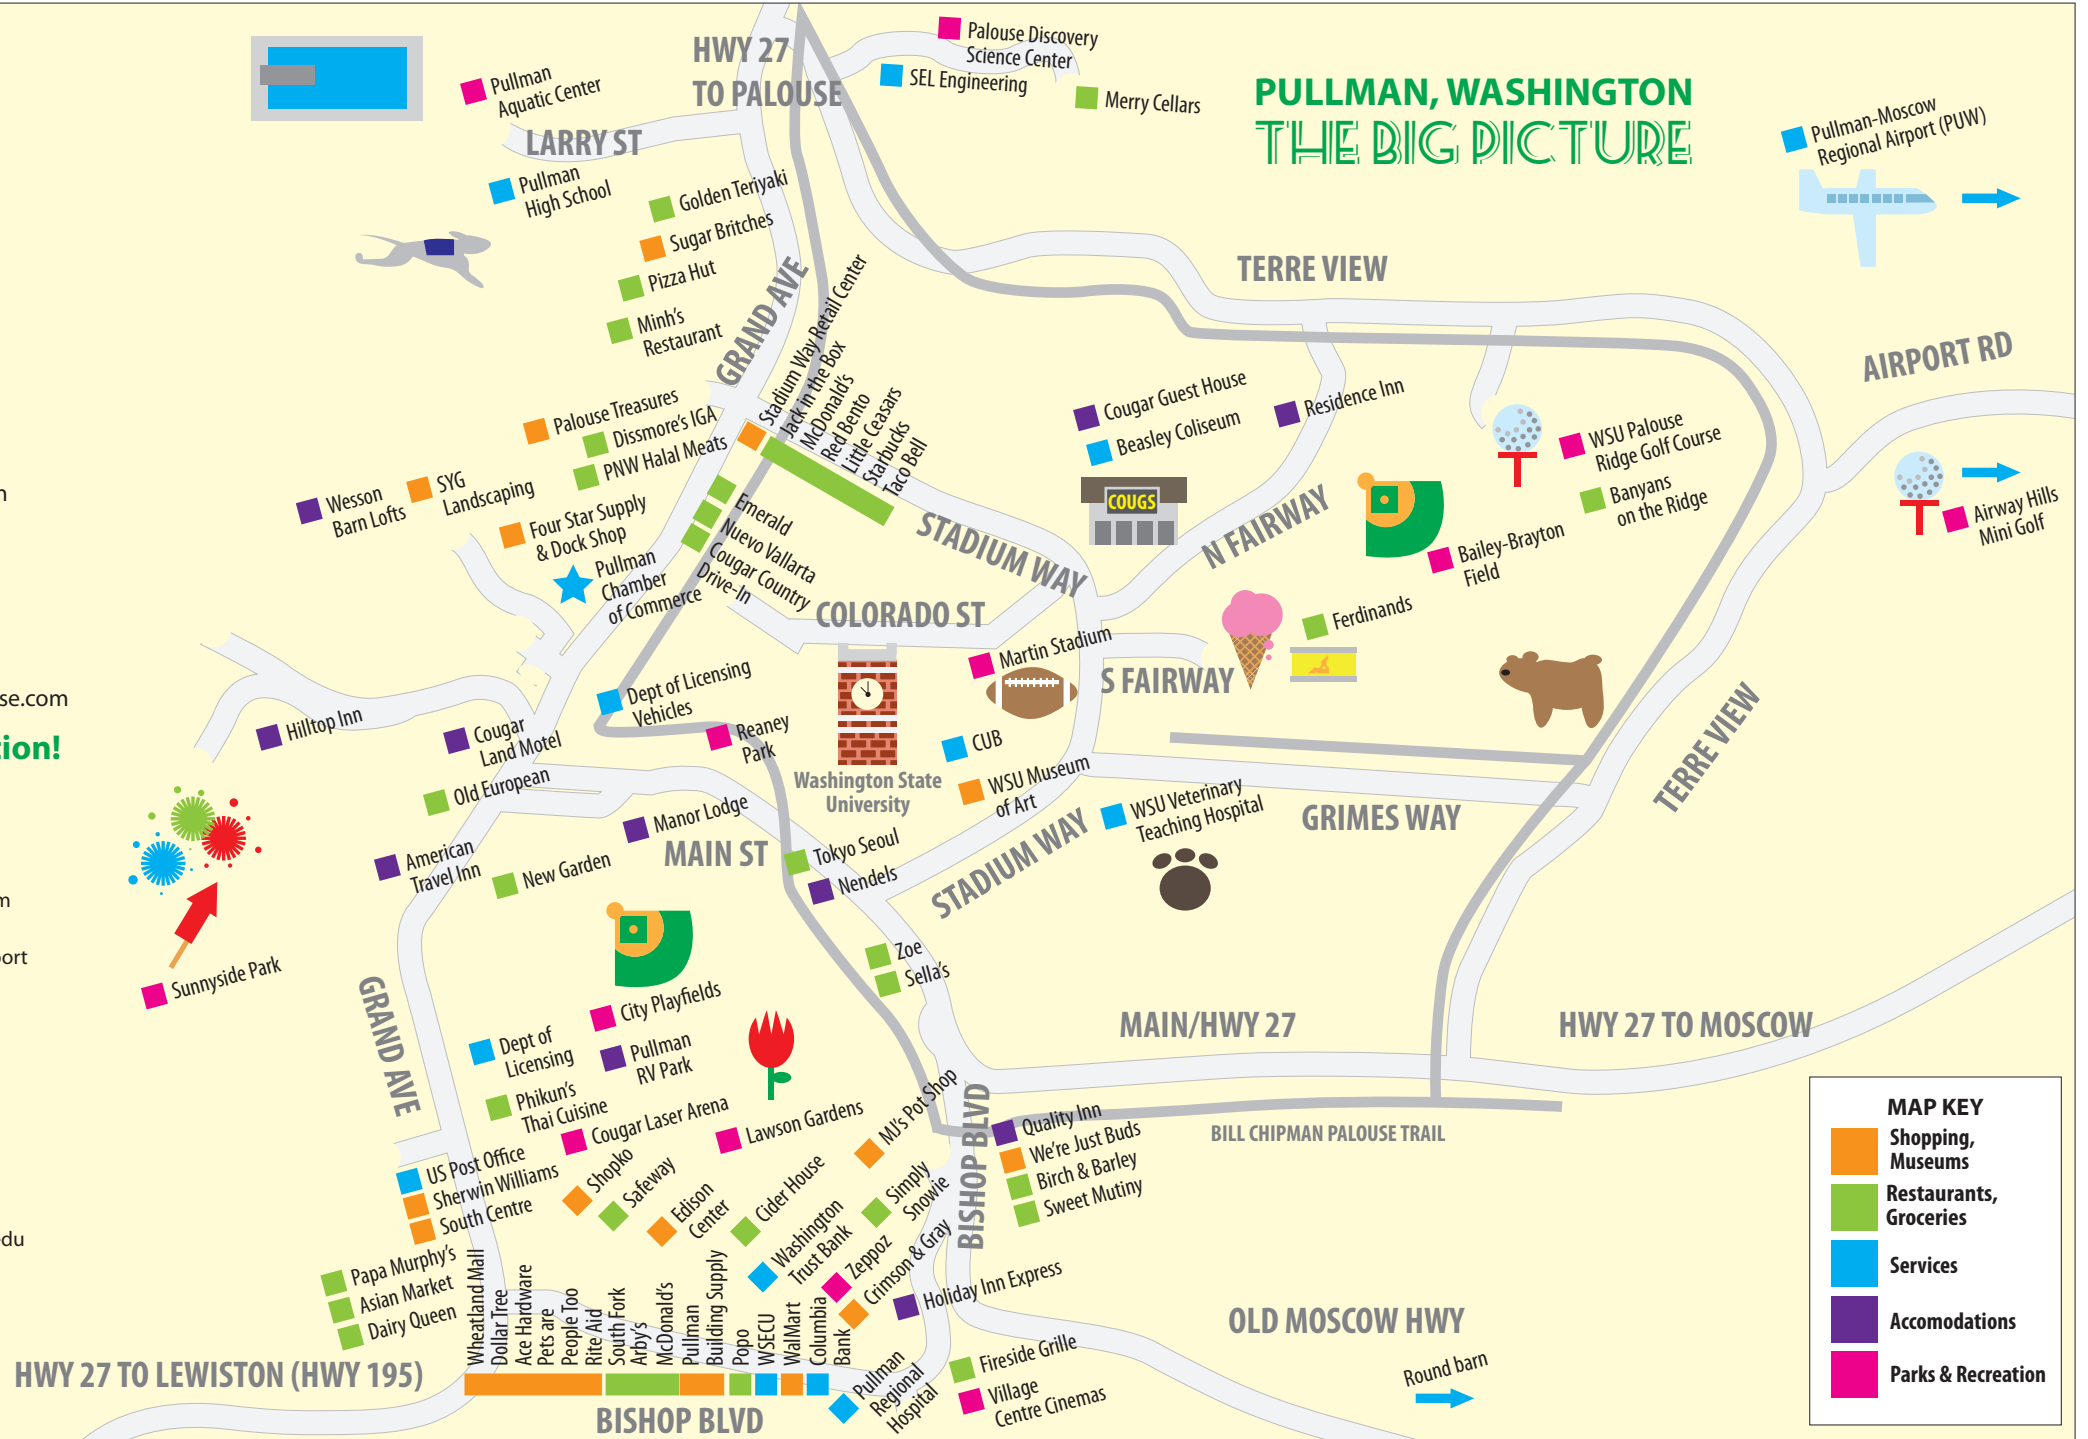 HWY 27
TO PALOUSE
Palouse Discovery
Science Center
SEL Engineering
Merry Cellars
PULLMAN, WASHINGTON
THE BIG PICTURE
Pullman-Moscow
Regional Airport (PUW)
Pullman
Aquatic Center
LARRY ST
Pullman
High School
Golden Teriyaki
Sugar Britches
Pizza Hut
Minh's
Restaurant
GRAND AVE
TERRE VIEW
AIRPORT RD
Stadium Way Retail Center
Jack in the Box
McDonald's
Red Bento
Little Ceasars
Starbucks
Taco Bell
Palouse Treasures
Dissmore's IGA
PNW Halal Meats
SYG
Landscaping
Wesson
Barn Lofts
Four Star Supply
& Dock Shop
Pullman
Chamber
of Commerce
Emerald
Nuevo Vallarta
Cougar Country
Drive-In
STADIUM WAY
Cougar Guest House
Beasley Coliseum
COUGS
Residence Inn
N FAIRWAY
WSU Palouse
Ridge Golf Course
Banyans
on the Ridge
Bailey-Brayton
Field
Airway Hills
Mini Golf
n
COLORADO ST
Martin Stadium
S FAIRWAY
Ferdinands
se.com
tion!
Hilltop Inn
Cougar
Land Motel
Old European
Dept of Licensing
Vehicles
Reaney
Park
Washington State
University
CUB
WSU Museum
of Art
WSU Veterinary
Teaching Hospital
GRIMES WAY
TERRE VIEW
American
Travel Inn
New Garden
Manor Lodge
MAIN ST
Tokyo Seoul
Nendels
STADIUM WAY
m
ort
Sunnyside Park
Zoe
Sella's
GRAND AVE
City Playfields
Pullman
RV Park
Dept of
Licensing
Phikun's
Thai Cuisine
Cougar Laser Arena
Lawson Gardens
MAIN/HWY 27
HWY 27 TO MOSCOW
BILL CHIPMAN PALOUSE TRAIL
BISHOP BLVD
Quality Inn
We're Just Buds
Birch & Barley
Sweet Mutiny
du
US Post Office
Sherwin Williams
South Centre
Shopko
Safeway
Edison
Center
Cider House
MJ's Pot Shop
Simply
Snowie
Washington
Trust Bank
Zeppoz
Crimson & Gray
Holiday Inn Express
Papa Murphy's
Asian Market
Dairy Queen
Wheatland Mall
Dollar Tree
Ace Hardware
Pets are
People Too
Rite Aid
South Fork
Arby's
McDonald's
Pullman
Building Supply
Popo
WSECU
WalMart
Columbia
Bank
Pullman
Regional
Hospital
Fireside Grille
Village
Centre Cinemas
OLD MOSCOW HWY
Round barn
HWY 27 TO LEWISTON (HWY 195)
BISHOP BLVD
MAP KEY
Shopping,
Museums
Restaurants,
Groceries
Services
Accomodations
Parks & Recreation